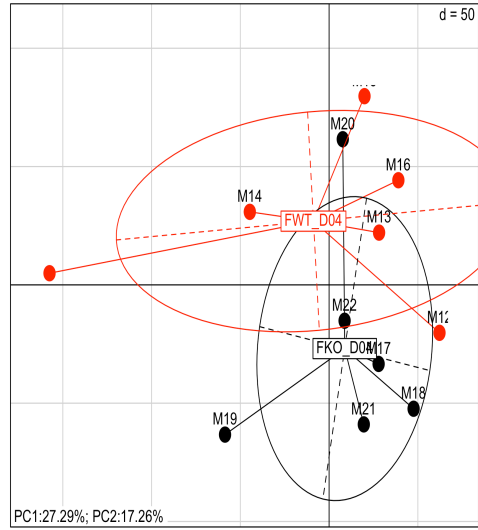 d = 50
M20
M16
M14
FWT_D04
M13
M22
M12
FKO_D04
M17
M18
M19
M21
PC1:27.29%; PC2:17.26%